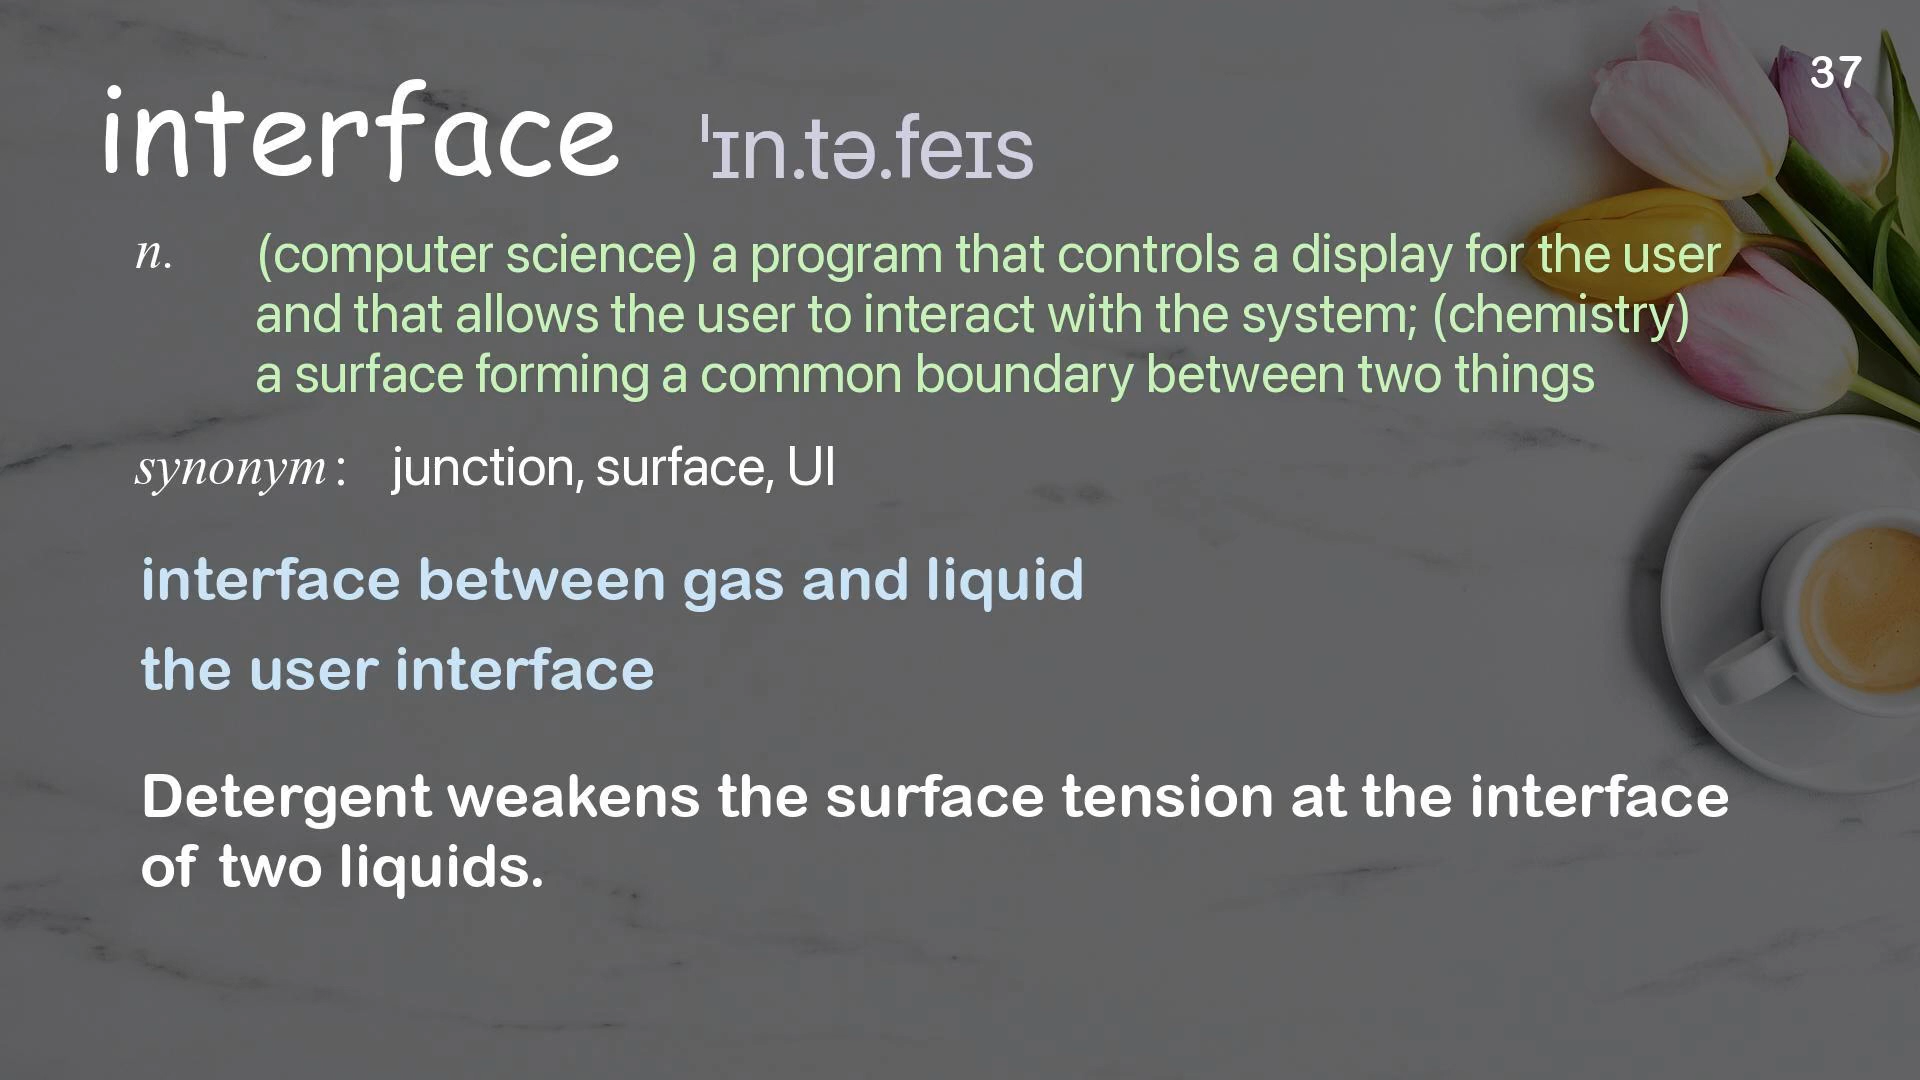 37
interface ˈɪn.tə.feɪs
n. (computer science) a program that controls a display for the user
and that allows the user to interact with the system; (chemistry)
a surface forming a common boundary between two things
synonym: junction, surface, UI
interface between gas and liquid
the user interface
Detergent weakens the surface tension at the interface
of two liquids.